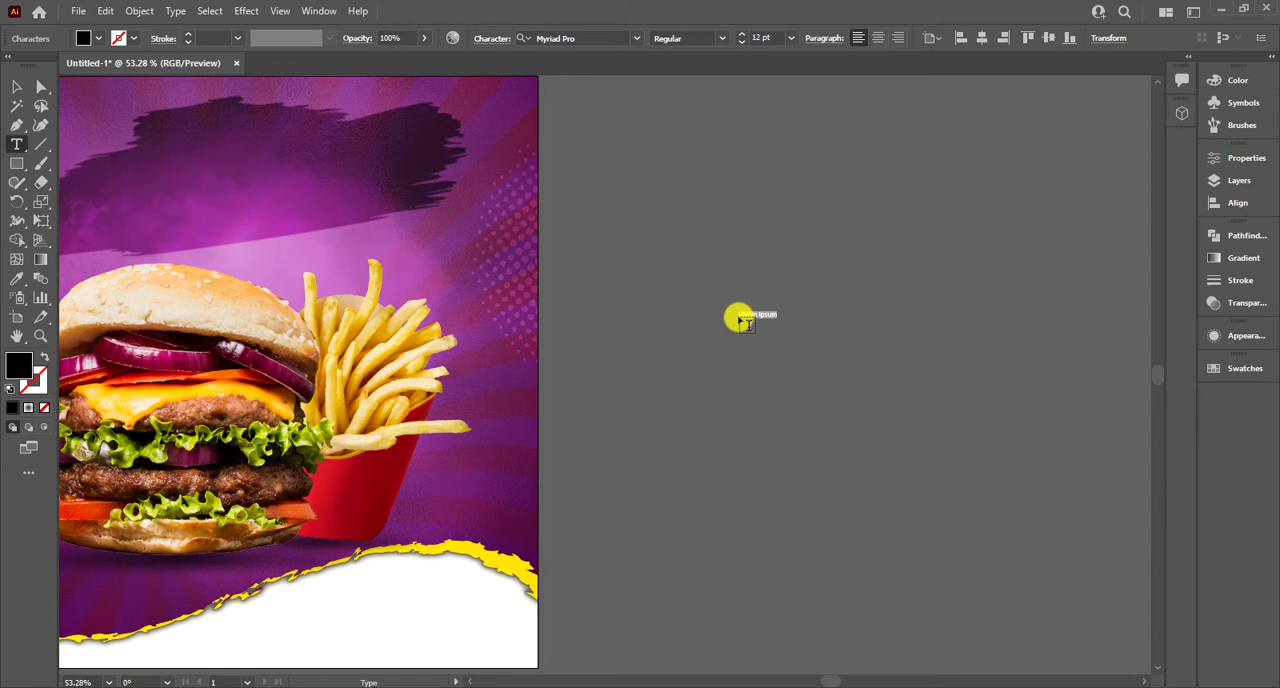 Ai
File Edit Object Type Select Effect View Window Help
Characters Stroke: Opacity: 100% Character: Myriad Pro Regular 12 pt Paragraph: Transform
Untitled-1* @ 53.28 % (RGB/Preview) ×
Color
Symbols
Brushes
Properties
Layers
Align
Pathfind...
Gradient
Stroke
Transpar...
Appeara...
Swatches
Lorem Ipsum
53.28% 0° 1 Type